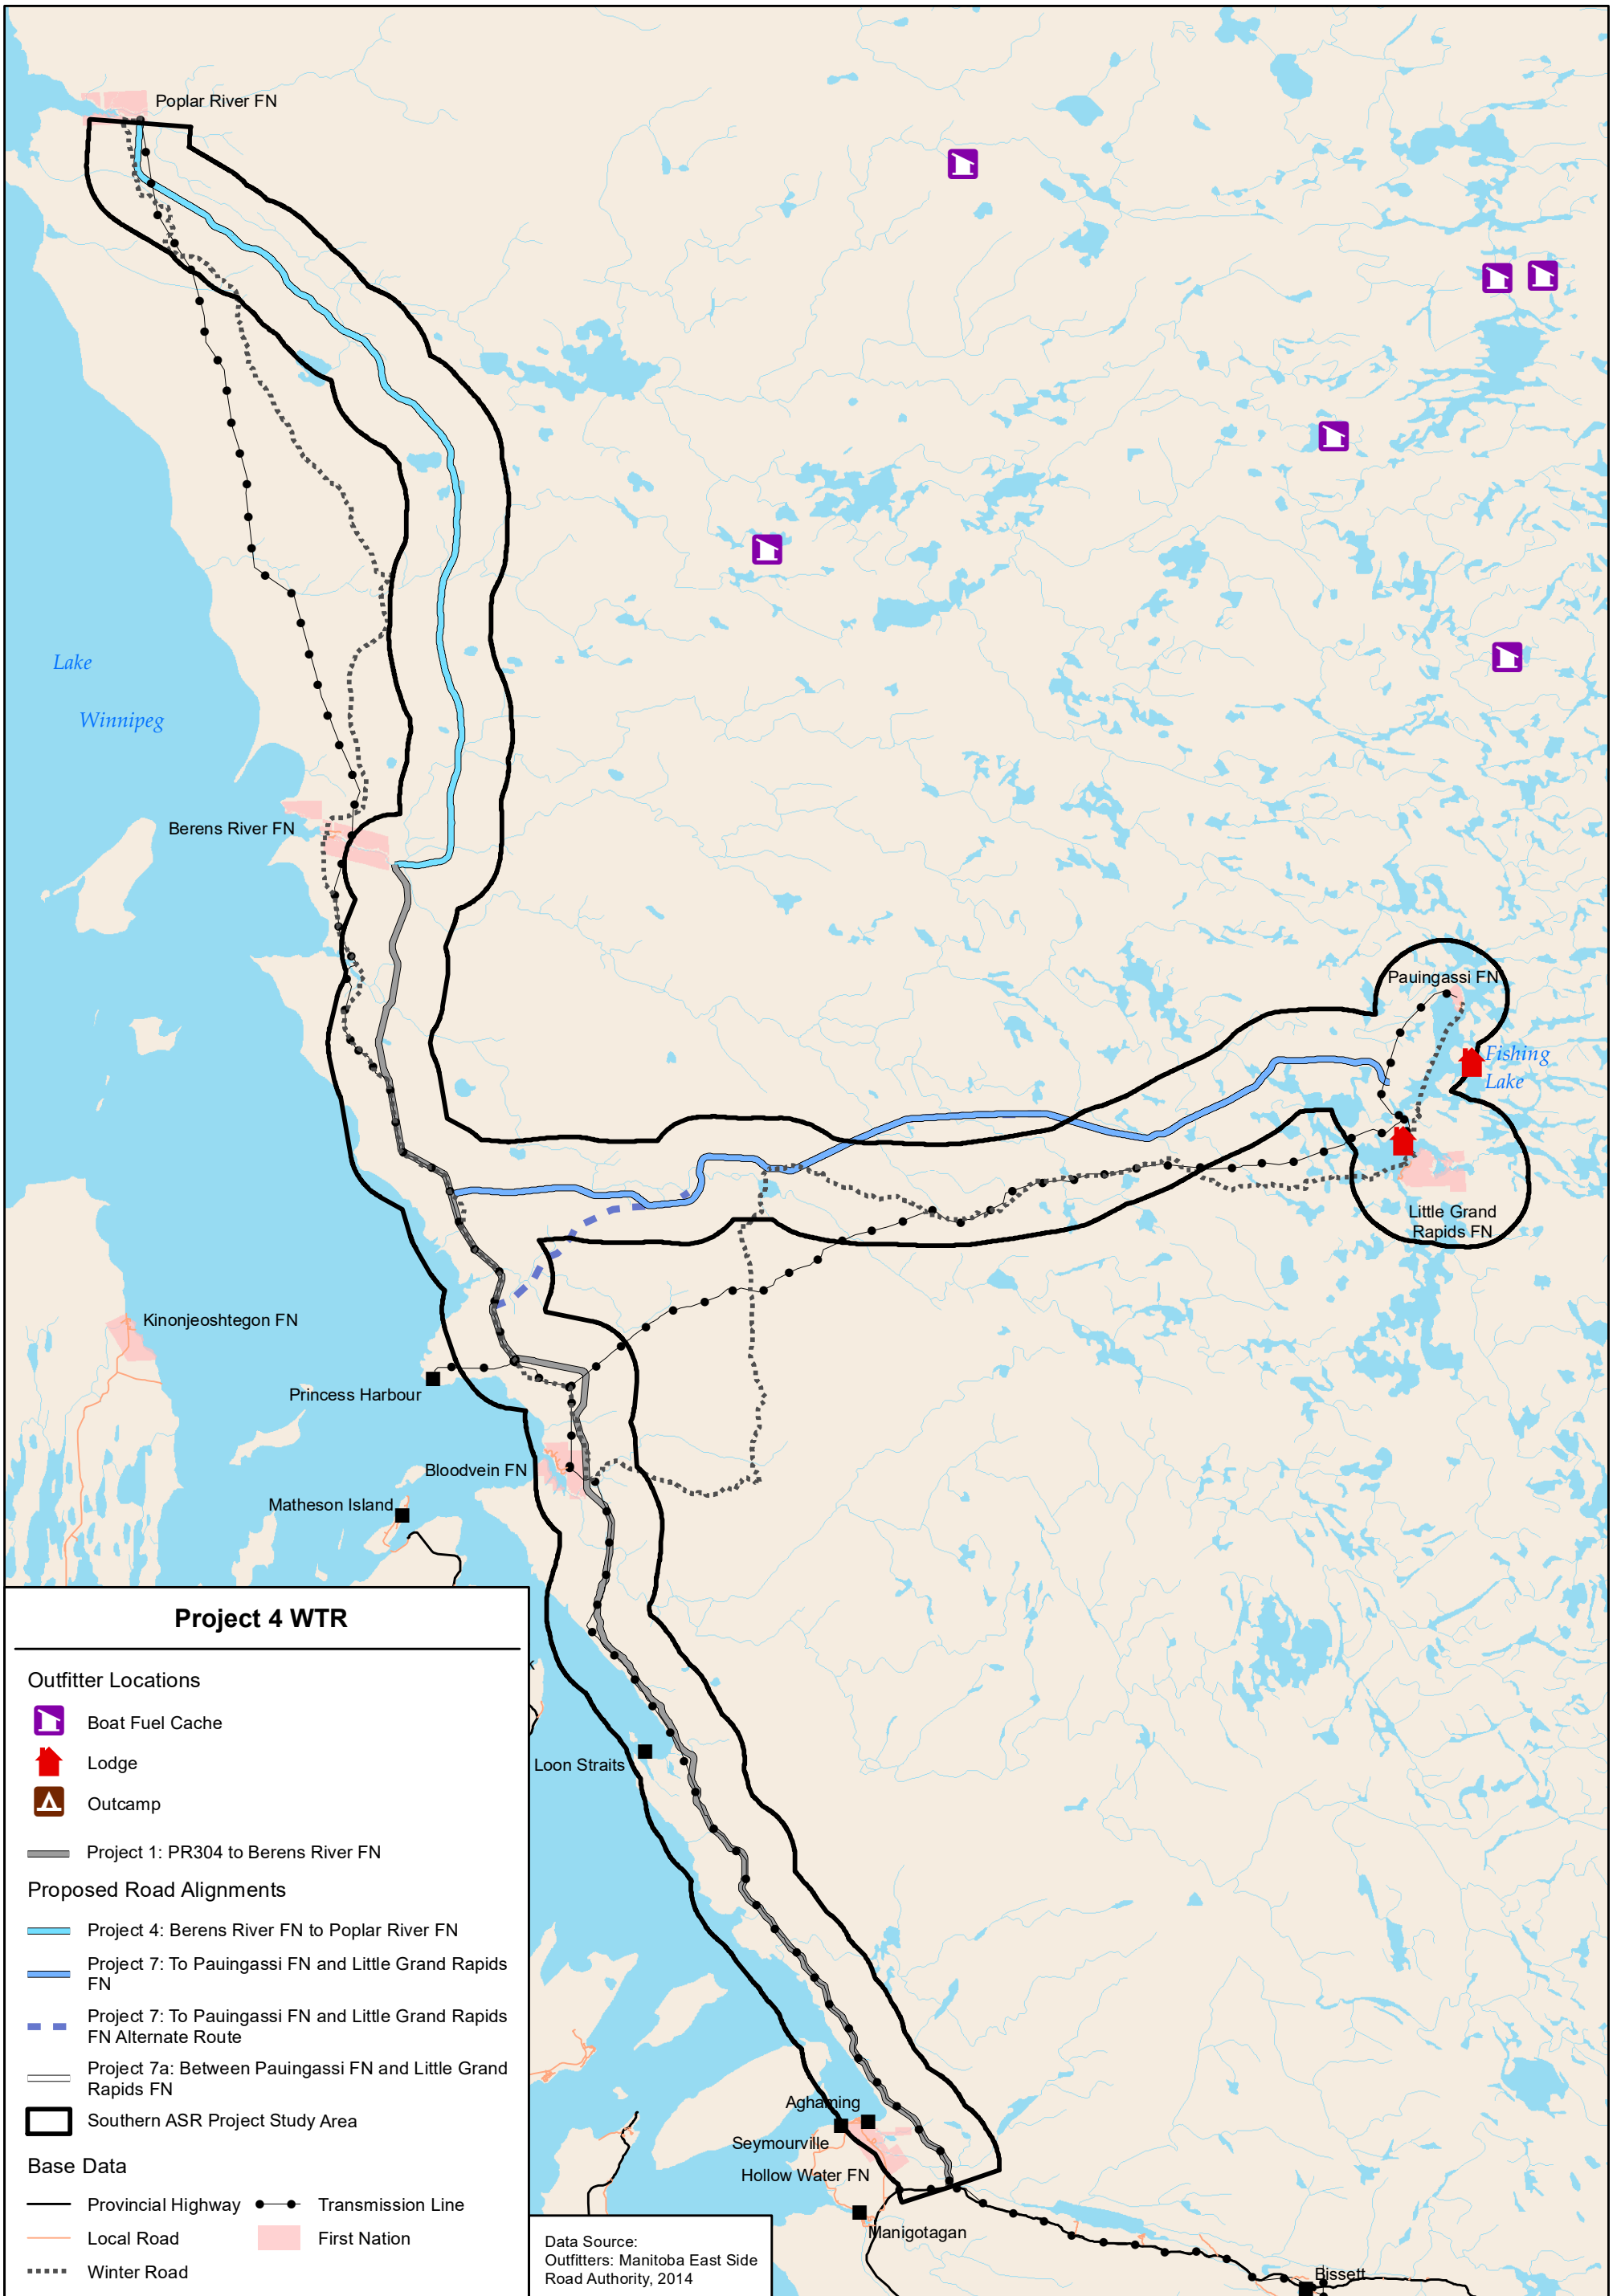 Poplar River FN
Lake
Winnipeg
Berens River FN
Pauingassi FN
Fishing
Lake
Little Grand
Rapids FN
Kinonjeoshtegon FN
Princess Harbour
Bloodvein FN
Matheson Island
Loon Straits
Aghaming
Seymourville
Hollow Water FN
Manigotagan
Bissett
Project 4 WTR
Outfitter Locations
Boat Fuel Cache
Lodge
Outcamp
Project 1: PR304 to Berens River FN
Proposed Road Alignments
Project 4: Berens River FN to Poplar River FN
Project 7: To Pauingassi FN and Little Grand Rapids
FN
Project 7: To Pauingassi FN and Little Grand Rapids
FN Alternate Route
Project 7a: Between Pauingassi FN and Little Grand
Rapids FN
Southern ASR Project Study Area
Base Data
Provincial Highway
Transmission Line
Local Road
First Nation
Winter Road
Data Source:
Outfitters: Manitoba East Side
Road Authority, 2014